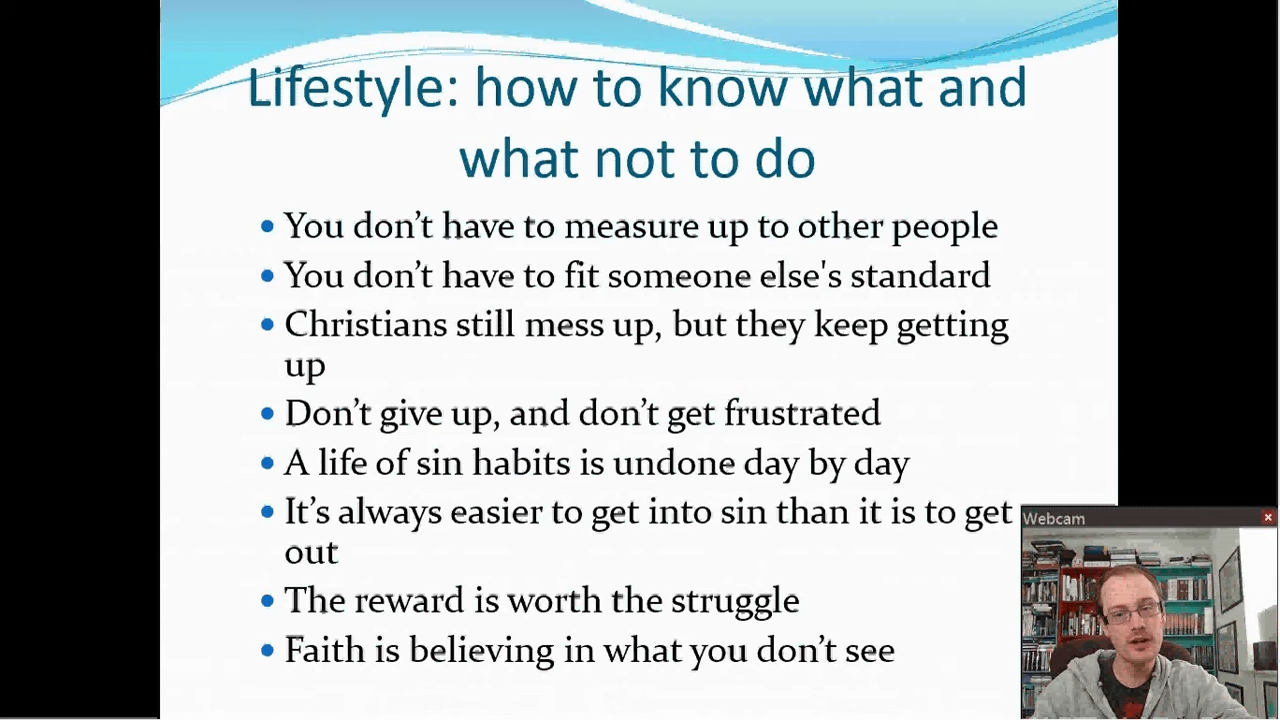 Lifestyle: how to know what and
what not to do
• You don’t have to measure up to other people
• You don’t have to fit someone else's standard
• Christians still mess up, but they keep getting
up
• Don’t give up, and don’t get frustrated
• A life of sin habits is undone day by day
• It’s always easier to get into sin than it is to get
out
• The reward is worth the struggle
• Faith is believing in what you don’t see
Webcam